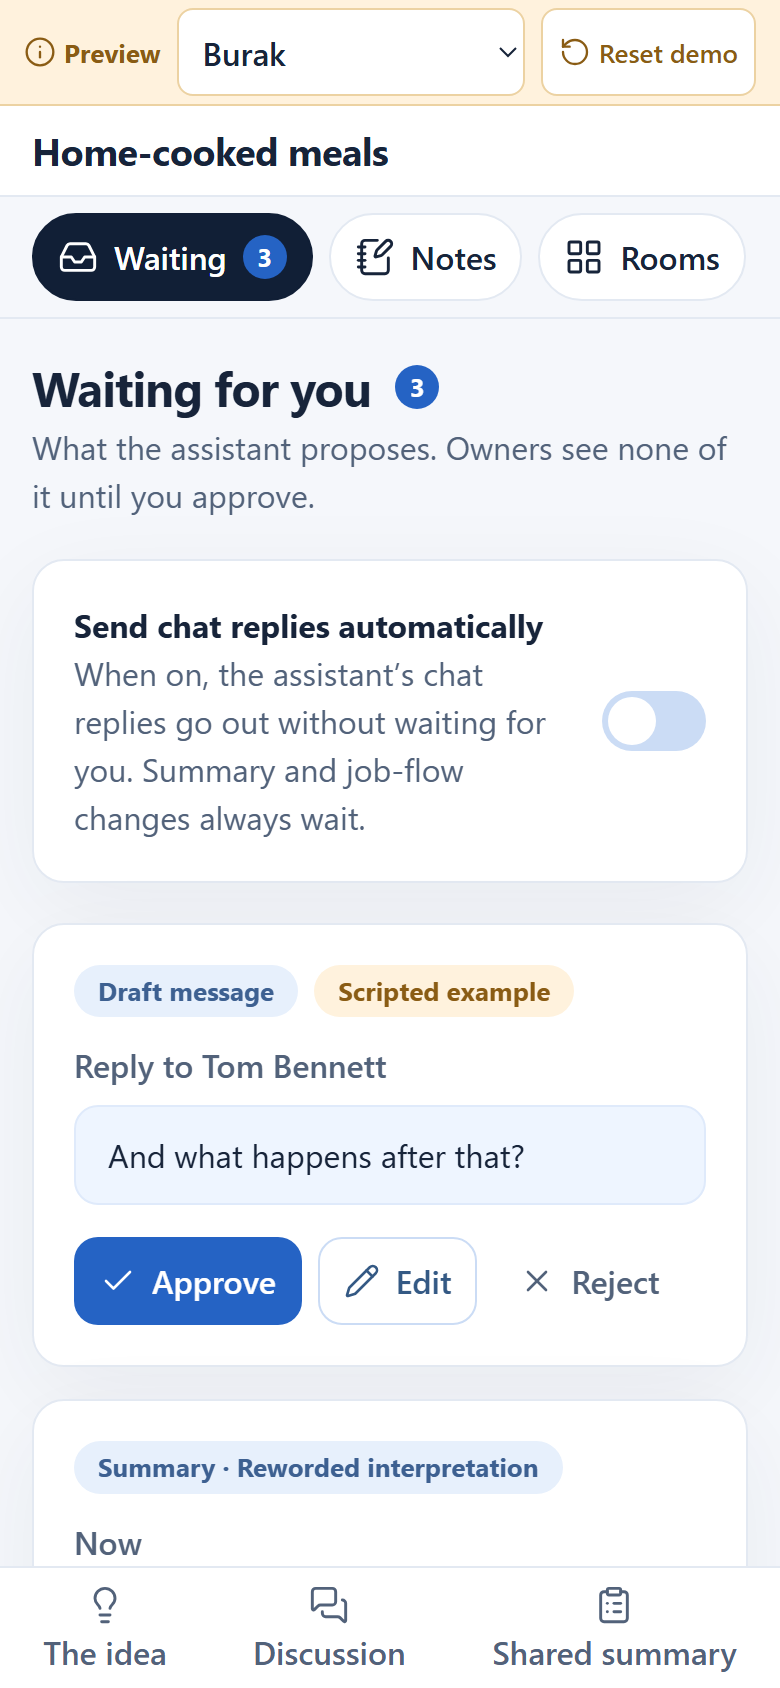 Preview
Burak
Reset demo
Home-cooked meals
Waiting 3
Notes
Rooms
Waiting for you 3
What the assistant proposes. Owners see none of
it until you approve.
Send chat replies automatically
When on, the assistant’s chat
replies go out without waiting for
you. Summary and job-flow
changes always wait.
Draft message
Scripted example
Reply to Tom Bennett
And what happens after that?
Approve
Edit
Reject
Summary · Reworded interpretation
Now
The idea
Discussion
Shared summary